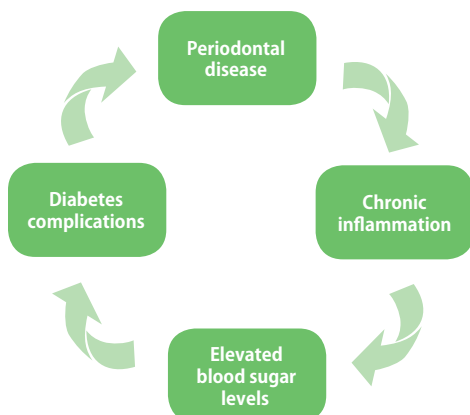 Periodontal
disease
Chronic
inflammation
Elevated
blood sugar
levels
Diabetes
complications